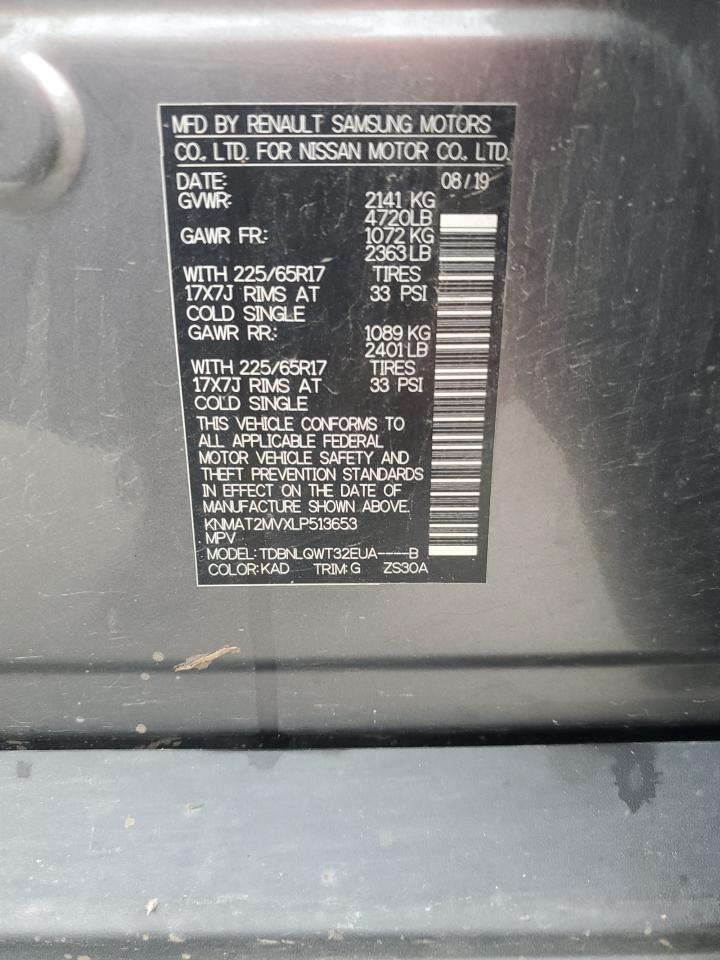 MFD BY RENAULT SAMSUNG MOTORS
CO., LTD. FOR NISSAN MOTOR CO., LTD.
DATE: 08/19
GVWR: 2141 KG
4720LB
GAWR FR.: 1072 KG
2363LB
WITH 225/65R17 TIRES
17X7J RIMS AT 33 PSI
COLD SINGLE
GAWR RR.: 1089 KG
2401LB
WITH 225/65R17 TIRES
17X7J RIMS AT 33 PSI
COLD SINGLE
THIS VEHICLE CONFORMS TO
ALL APPLICABLE FEDERAL
MOTOR VEHICLE SAFETY AND
THEFT PREVENTION STANDARDS
IN EFFECT ON THE DATE OF
MANUFACTURE SHOWN ABOVE.
KNMAT2MVXLP513653
MPV
MODEL: TDBNLQWT32EUA----B
COLOR: KAD TRIM: G ZS30A